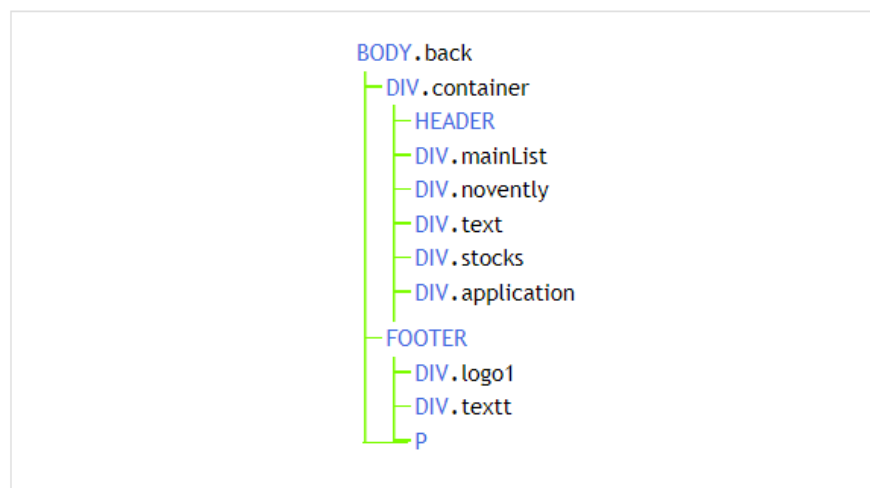 BODY.back
DIV.container
HEADER
DIV.mainList
DIV.novently
DIV.text
DIV.stocks
DIV.application
FOOTER
DIV.logo1
DIV.textt
P